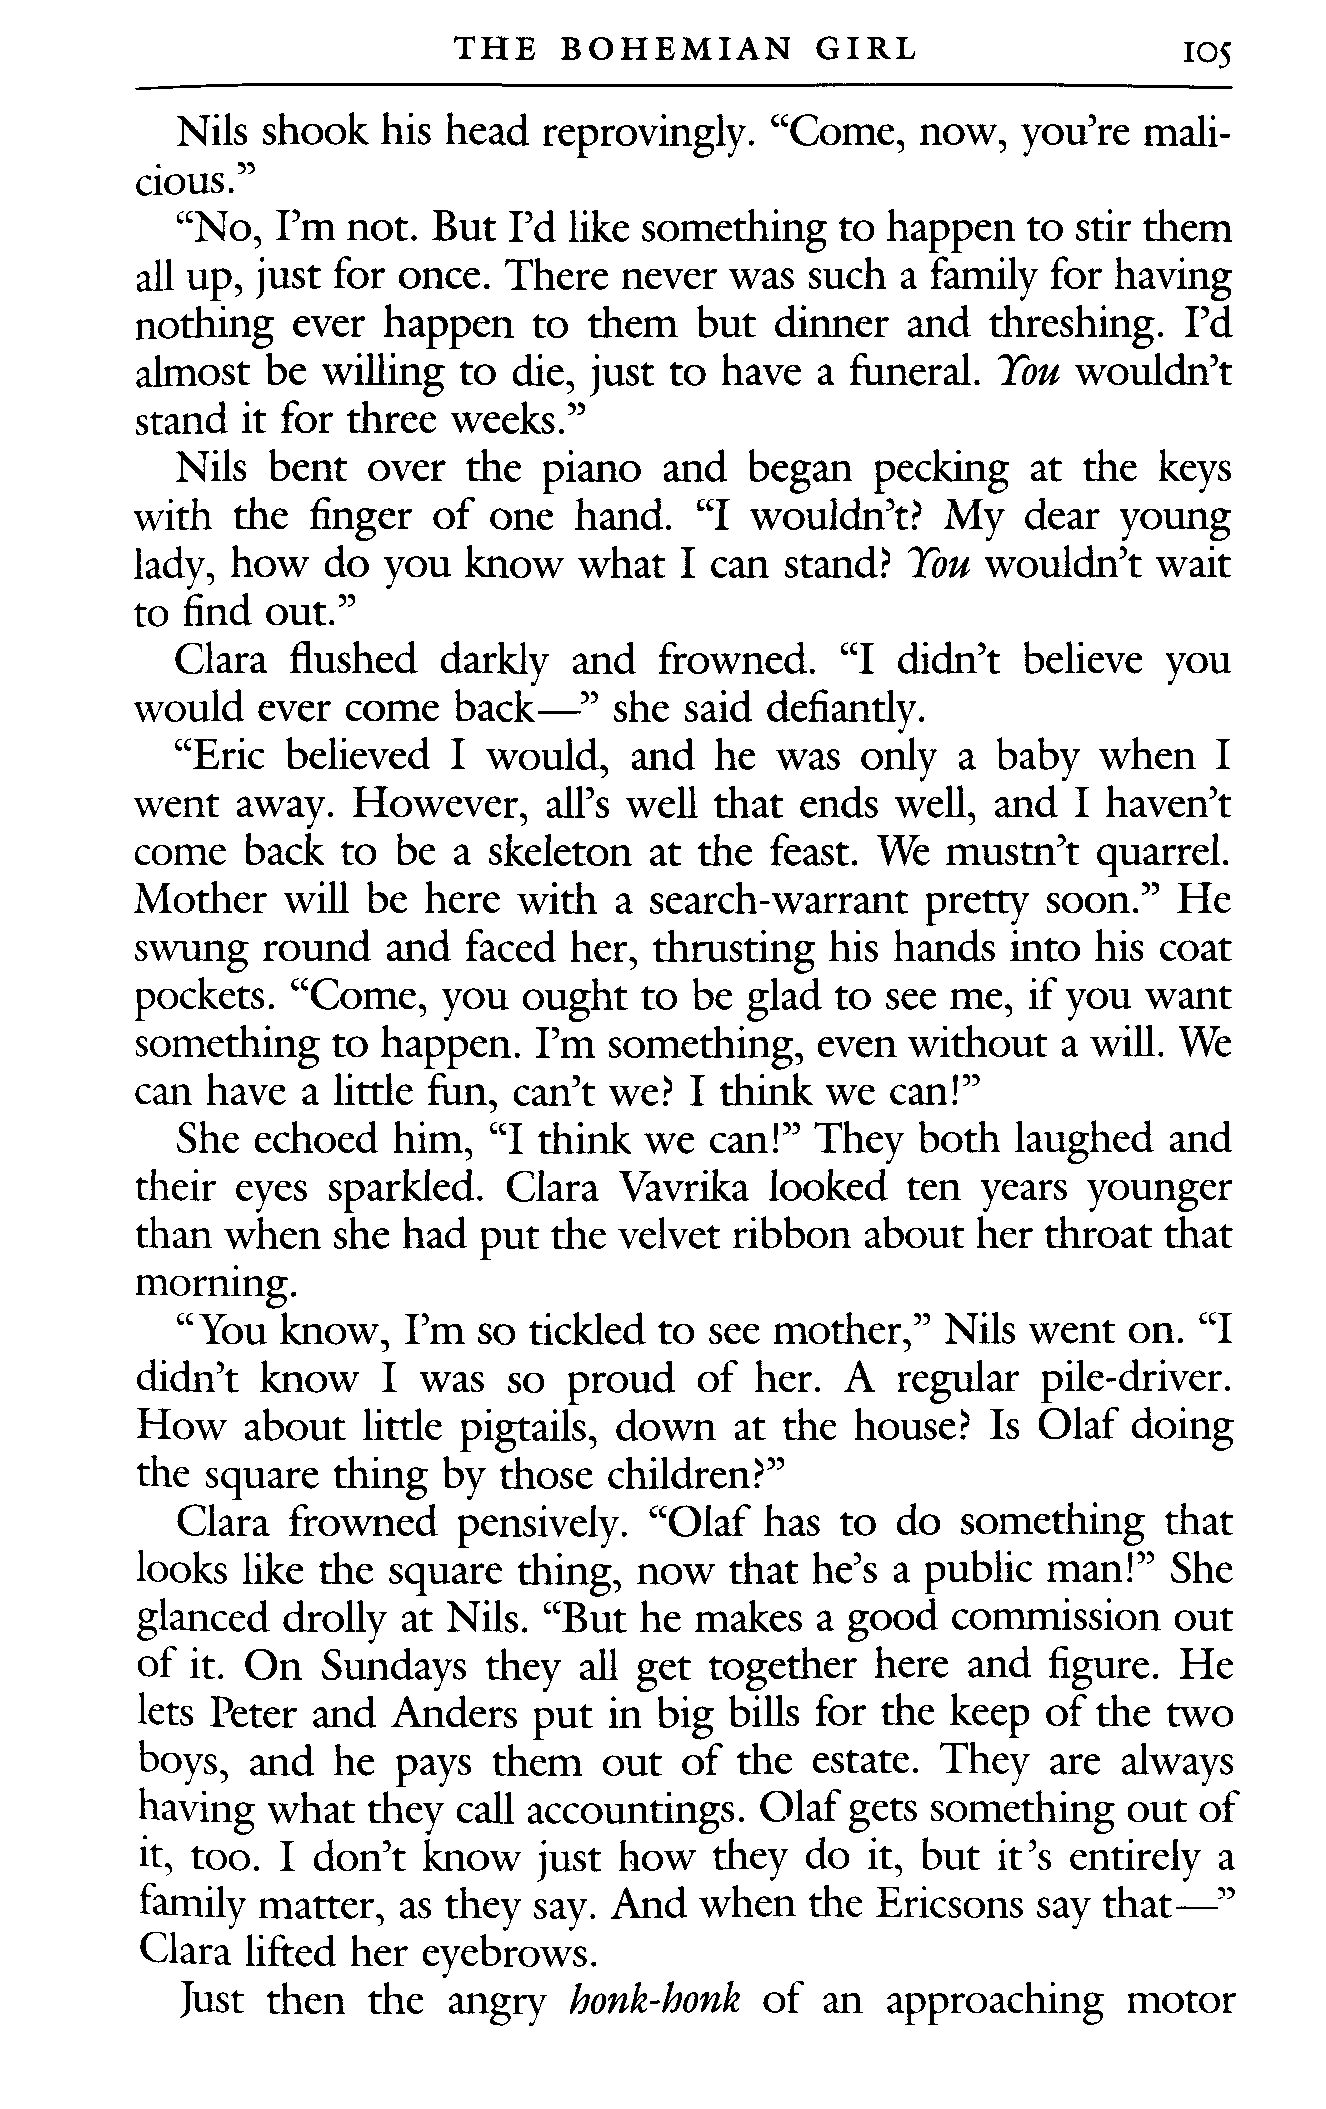 THE BOHEMIAN GIRL 105
Nils shook his head reprovingly. “Come, now, you’re mali-
cious.”
“No, I’m not. But I’d like something to happen to stir them
all up, just for once. There never was such a family for having
nothing ever happen to them but dinner and threshing. I’d
almost be willing to die, just to have a funeral. You wouldn’t
stand it for three weeks.”
Nils bent over the piano and began pecking at the keys
with the finger of one hand. “I wouldn’t? My dear young
lady, how do you know what I can stand? You wouldn’t wait
to find out.”
Clara flushed darkly and frowned. “I didn’t believe you
would ever come back—” she said defiantly.
“Eric believed I would, and he was only a baby when I
went away. However, all’s well that ends well, and I haven’t
come back to be a skeleton at the feast. We mustn’t quarrel.
Mother will be here with a search-warrant pretty soon.” He
swung round and faced her, thrusting his hands into his coat
pockets. “Come, you ought to be glad to see me, if you want
something to happen. I’m something, even without a will. We
can have a little fun, can’t we? I think we can!”
She echoed him, “I think we can!” They both laughed and
their eyes sparkled. Clara Vavrika looked ten years younger
than when she had put the velvet ribbon about her throat that
morning.
“You know, I’m so tickled to see mother,” Nils went on. “I
didn’t know I was so proud of her. A regular pile-driver.
How about little pigtails, down at the house? Is Olaf doing
the square thing by those children?”
Clara frowned pensively. “Olaf has to do something that
looks like the square thing, now that he’s a public man!” She
glanced drolly at Nils. “But he makes a good commission out
of it. On Sundays they all get together here and figure. He
lets Peter and Anders put in big bills for the keep of the two
boys, and he pays them out of the estate. They are always
having what they call accountings. Olaf gets something out of
it, too. I don’t know just how they do it, but it’s entirely a
family matter, as they say. And when the Ericsons say that—”
Clara lifted her eyebrows.
Just then the angry honk-honk of an approaching motor